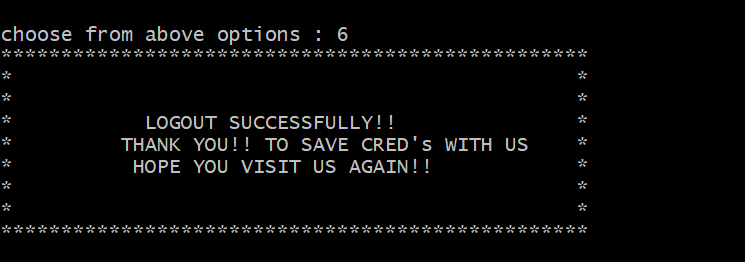 choose from above options : 6
*************************************************
*                                               *
*                                               *
*           LOGOUT SUCCESSFULLY!!               *
*         THANK YOU!! TO SAVE CRED's WITH US    *
*          HOPE YOU VISIT US AGAIN!!            *
*                                               *
*                                               *
*************************************************